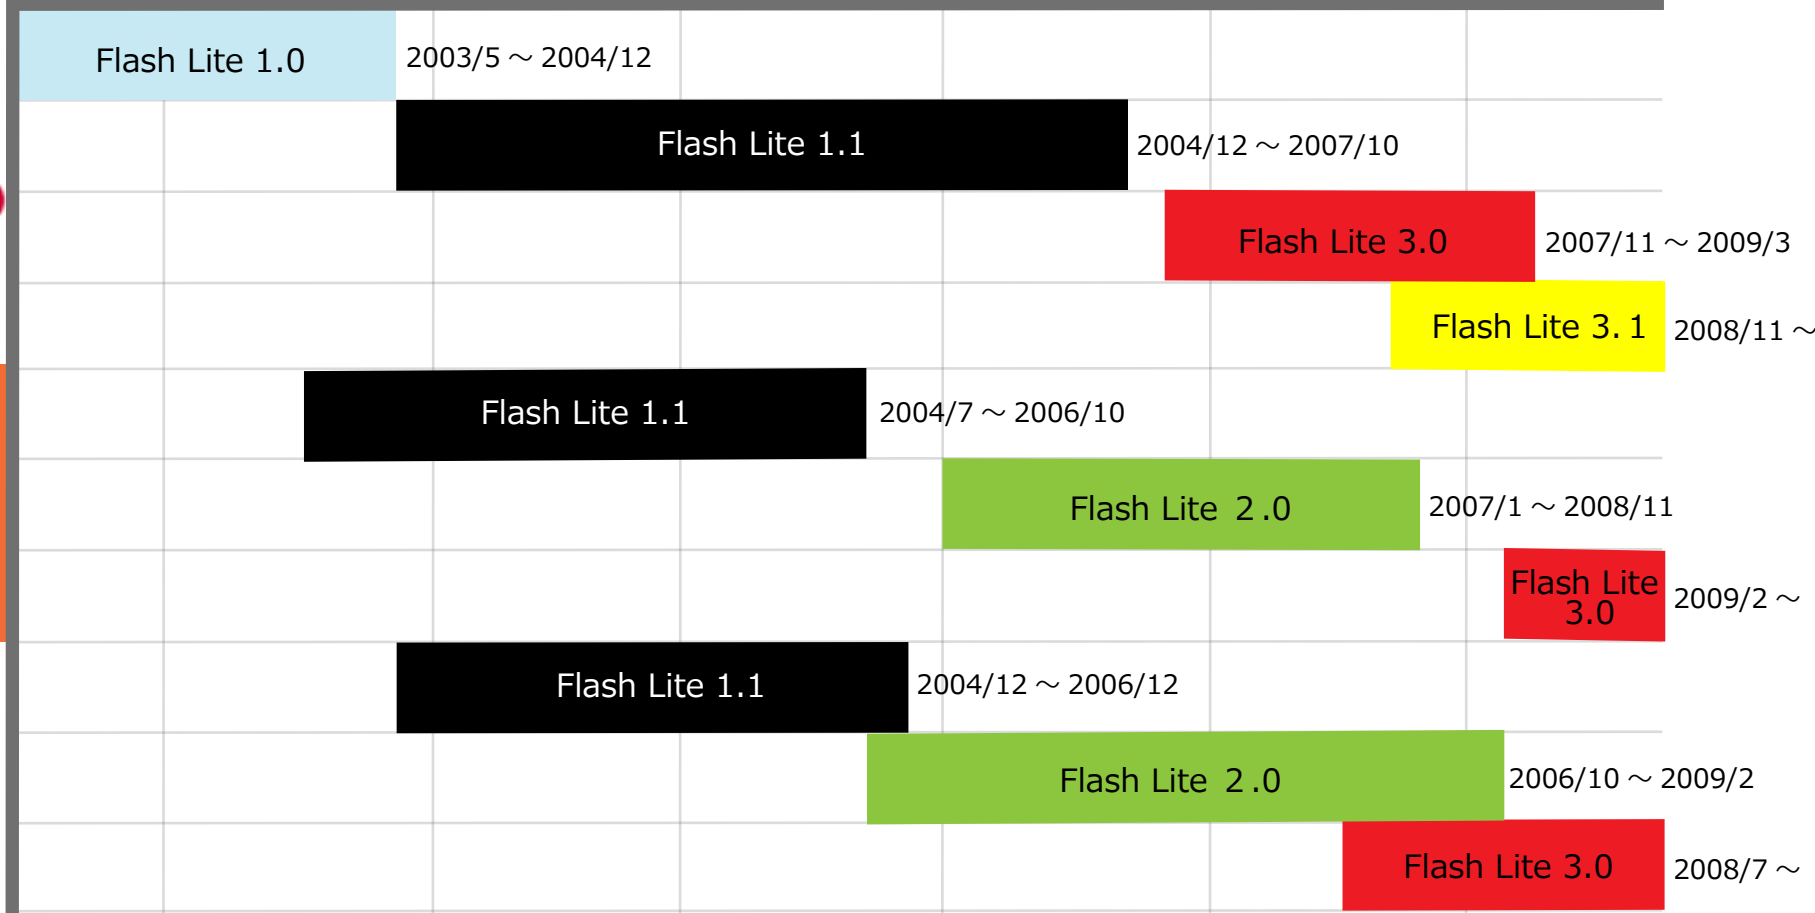 Flash Lite 1.0 2003/5 ～ 2004/12
Flash Lite 1.1 2004/12 ～ 2007/10
Flash Lite 3.0 2007/11 ～ 2009/3
Flash Lite 3.1 2008/11 ～
Flash Lite 1.1 2004/7 ～ 2006/10
Flash Lite ２.0 2007/1 ～ 2008/11
Flash Lite
3.0 2009/2 ～
Flash Lite 1.1 2004/12 ～ 2006/12
Flash Lite ２.0 2006/10 ～ 2009/2
Flash Lite 3.0 2008/7 ～